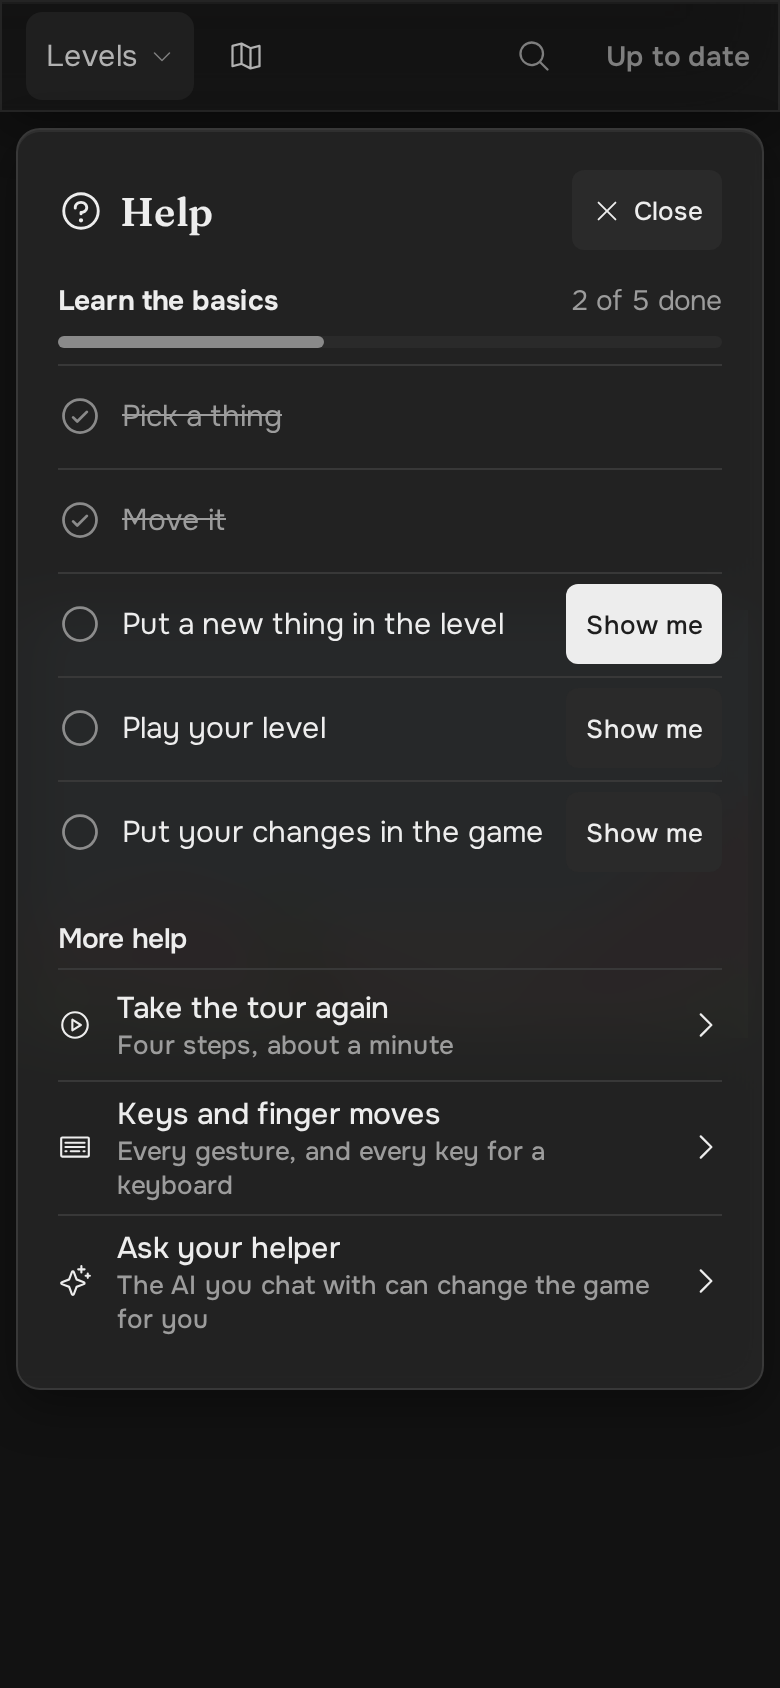 Levels
Up to date
Help
Close
Learn the basics
2 of 5 done
Pick a thing
Move it
Put a new thing in the level
Show me
Play your level
Show me
Put your changes in the game
Show me
More help
Take the tour again
Four steps, about a minute
Keys and finger moves
Every gesture, and every key for a
keyboard
Ask your helper
The AI you chat with can change the game
for you